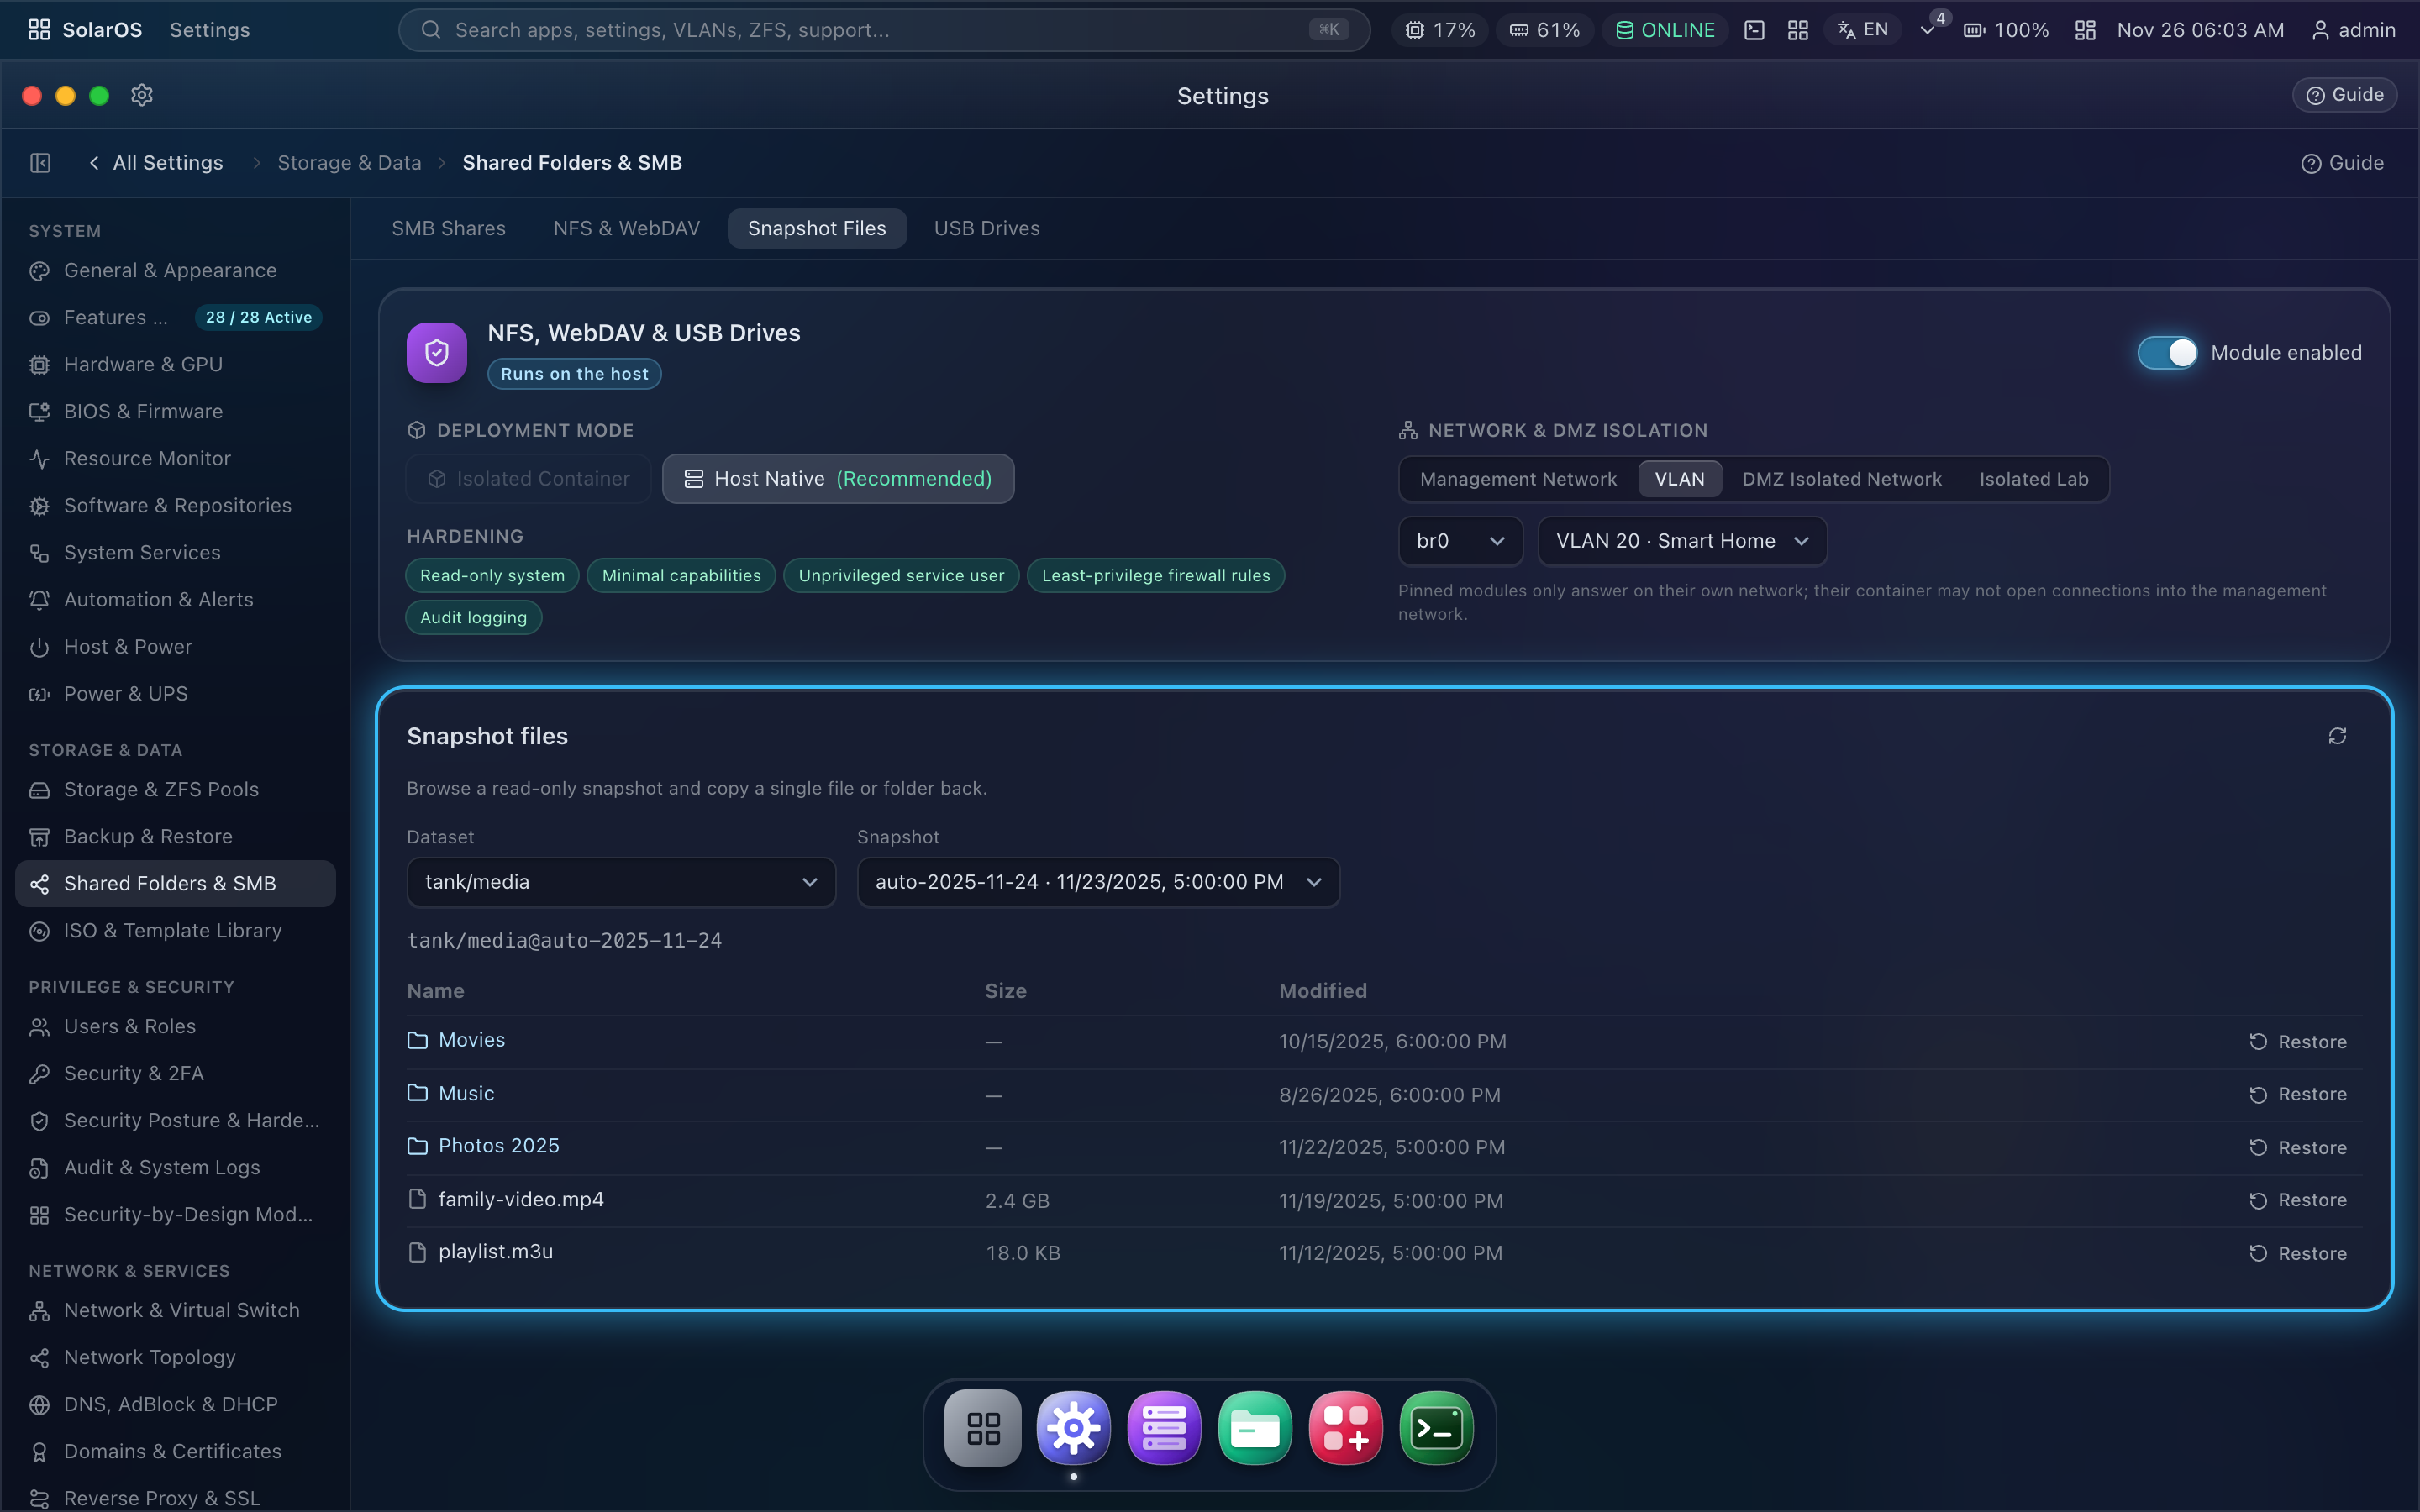 SolarOS Settings Search apps, settings, VLANs, ZFS, support... ⌘K 17% 61% ONLINE EN 4 100% Nov 26 06:03 AM admin
Settings Guide
All Settings Storage & Data Shared Folders & SMB Guide
SYSTEM
General & Appearance
Features ... 28 / 28 Active
Hardware & GPU
BIOS & Firmware
Resource Monitor
Software & Repositories
System Services
Automation & Alerts
Host & Power
Power & UPS
STORAGE & DATA
Storage & ZFS Pools
Backup & Restore
Shared Folders & SMB
ISO & Template Library
PRIVILEGE & SECURITY
Users & Roles
Security & 2FA
Security Posture & Harde...
Audit & System Logs
Security-by-Design Mod...
NETWORK & SERVICES
Network & Virtual Switch
Network Topology
DNS, AdBlock & DHCP
Domains & Certificates
Reverse Proxy & SSL
SMB Shares NFS & WebDAV Snapshot Files USB Drives
NFS, WebDAV & USB Drives
Runs on the host
Module enabled
DEPLOYMENT MODE
Isolated Container Host Native (Recommended)
HARDENING
Read-only system Minimal capabilities Unprivileged service user Least-privilege firewall rules
Audit logging
NETWORK & DMZ ISOLATION
Management Network VLAN DMZ Isolated Network Isolated Lab
br0 VLAN 20 · Smart Home
Pinned modules only answer on their own network; their container may not open connections into the management
network.
Snapshot files
Browse a read-only snapshot and copy a single file or folder back.
Dataset Snapshot
tank/media auto-2025-11-24 · 11/23/2025, 5:00:00 PM ·
tank/media@auto-2025-11-24
Name Size Modified
Movies — 10/15/2025, 6:00:00 PM Restore
Music — 8/26/2025, 6:00:00 PM Restore
Photos 2025 — 11/22/2025, 5:00:00 PM Restore
family-video.mp4 2.4 GB 11/19/2025, 5:00:00 PM Restore
playlist.m3u 18.0 KB 11/12/2025, 5:00:00 PM Restore